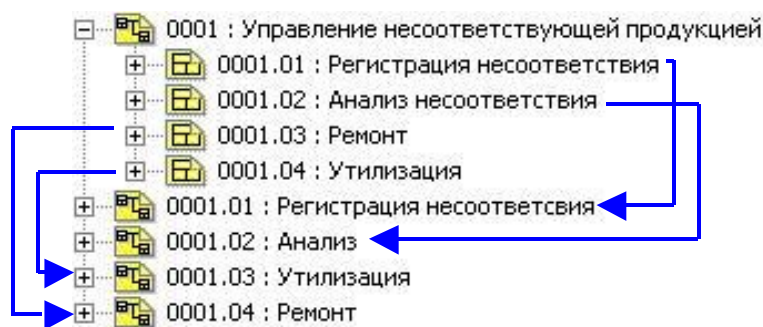 0001 : Управление несоответствующей продукцией
0001.01 : Регистрация несоответствия
0001.02 : Анализ несоответствия
0001.03 : Ремонт
0001.04 : Утилизация
0001.01 : Регистрация несоответсвия
0001.02 : Анализ
0001.03 : Утилизация
0001.04 : Ремонт